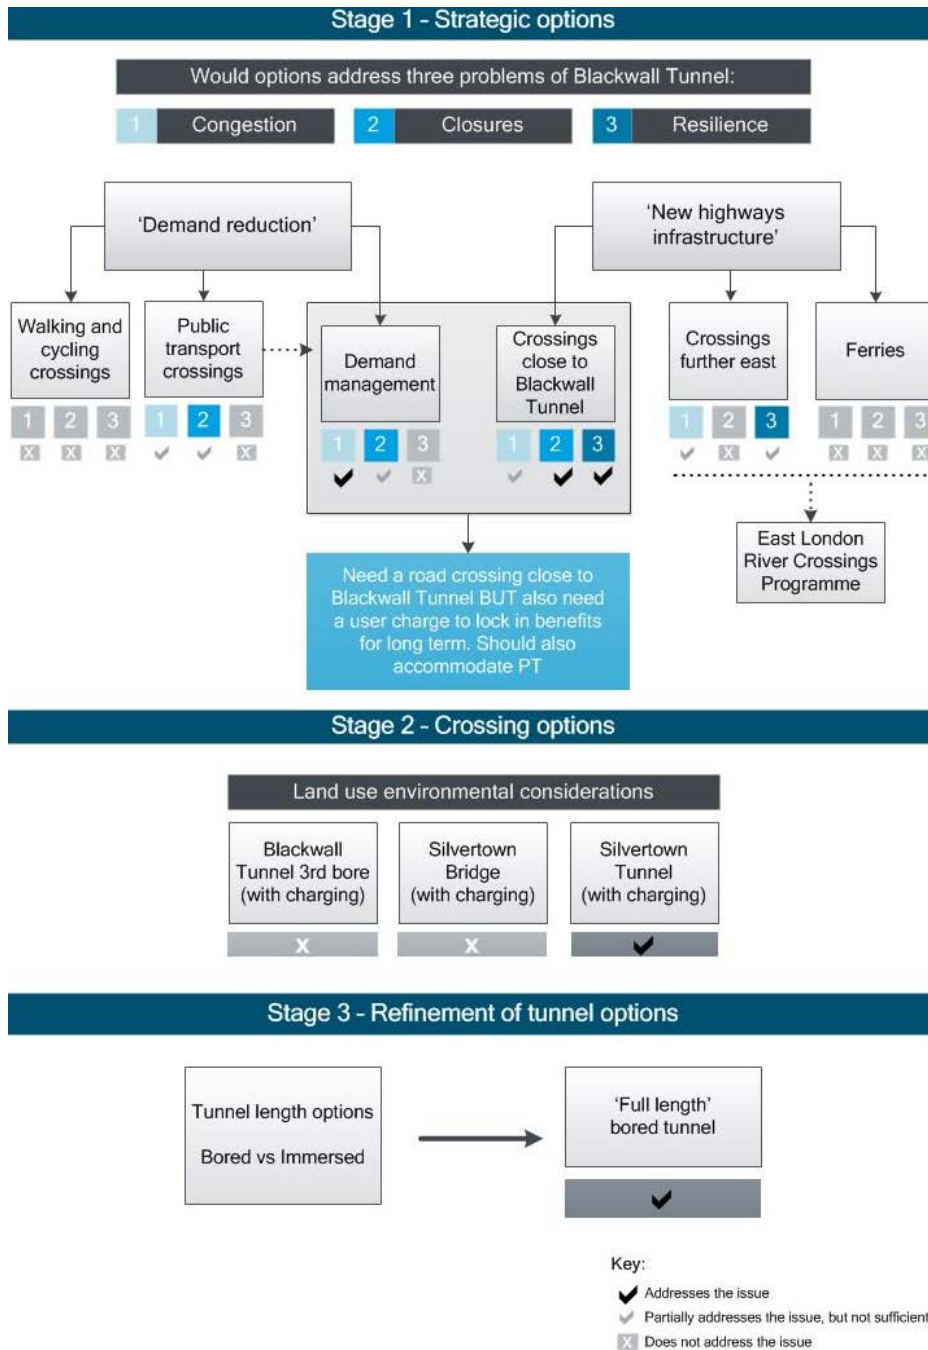 Stage 1 - Strategic options
Would options address three problems of Blackwall Tunnel:
1 Congestion
2 Closures
3 Resilience
'Demand reduction'
'New highways
infrastructure'
Walking and
cycling
crossings
Public
transport
crossings
Demand
management
Crossings
close to
Blackwall
Tunnel
Crossings
further east
Ferries
1 2 3
1 2 3
1 2 3
1 2 3
1 2 3
1 2 3
X X X
X
X
X
X X X
East London
River Crossings
Programme
Need a road crossing close to
Blackwall Tunnel BUT also need
a user charge to lock in benefits
for long term. Should also
accommodate PT
Stage 2 - Crossing options
Land use environmental considerations
Blackwall
Tunnel 3rd bore
(with charging)
Silvertown
Bridge
(with charging)
Silvertown
Tunnel
(with charging)
X
X
Stage 3 - Refinement of tunnel options
Tunnel length options
Bored vs Immersed
'Full length'
bored tunnel
Key:
Addresses the issue
Partially addresses the issue, but not sufficient
X Does not address the issue